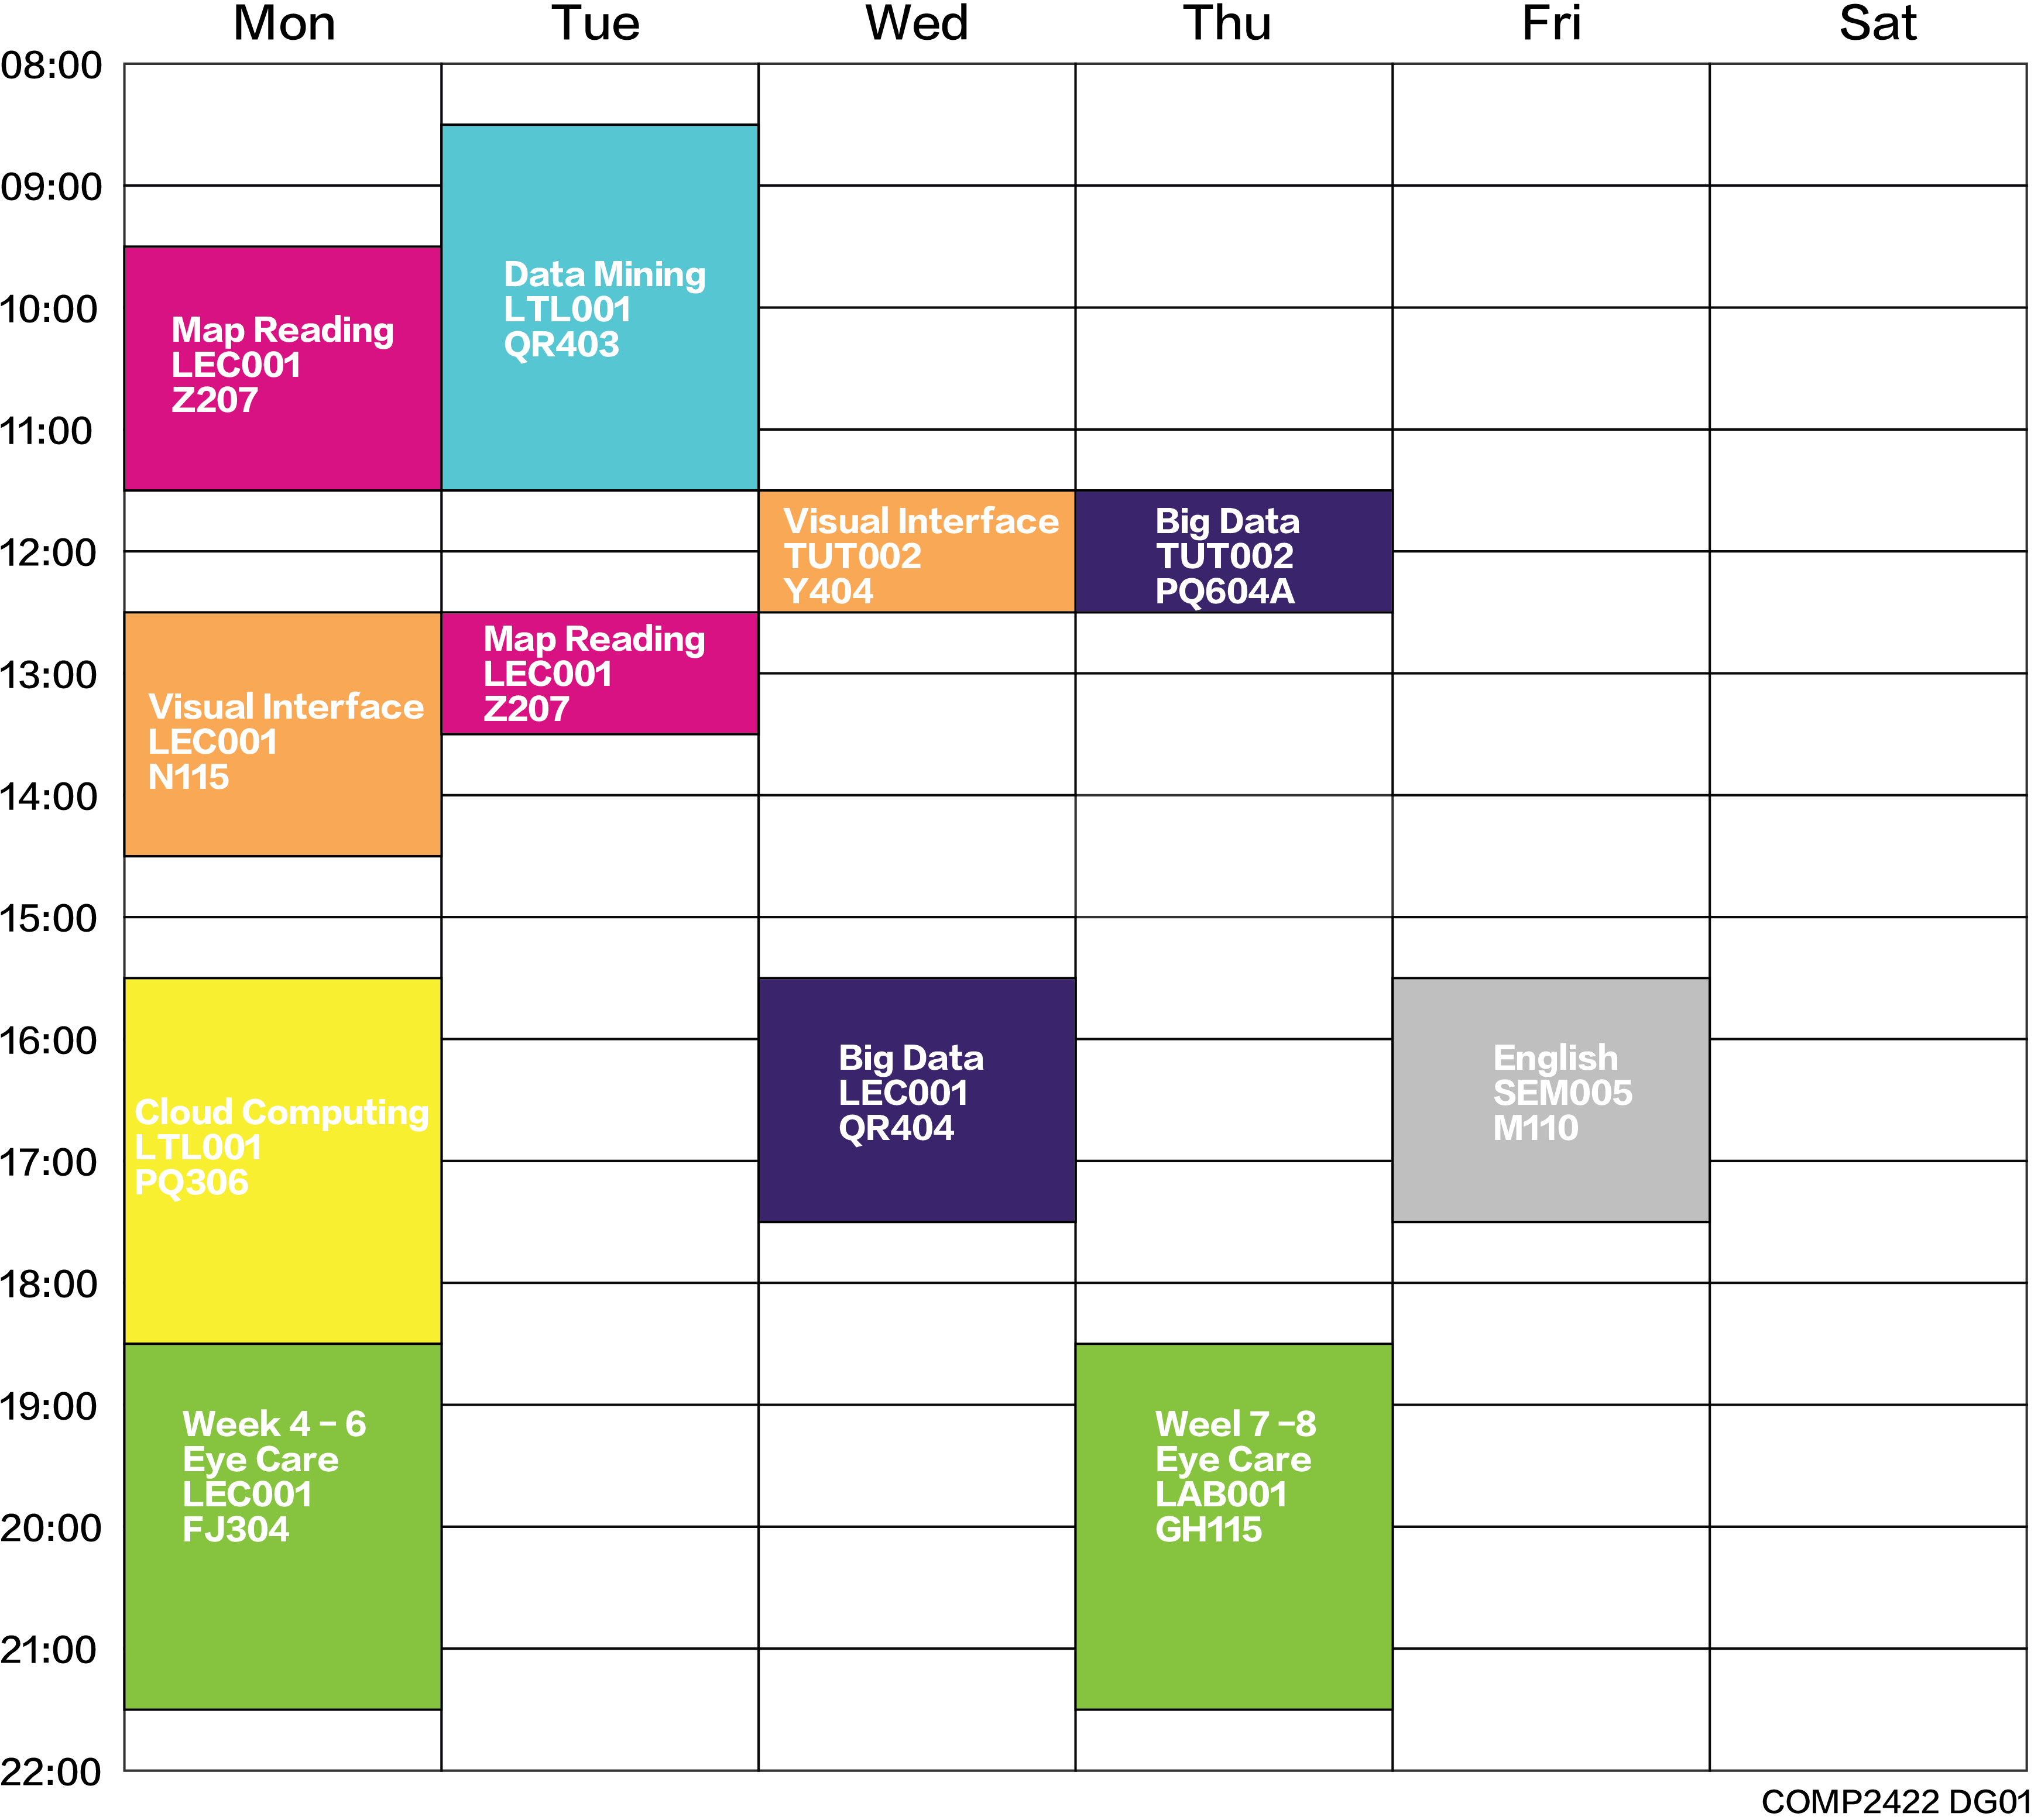 Mon Tue Wed Thu Fri Sat
08:00
09:00
10:00
11:00
12:00
13:00
14:00
15:00
16:00
17:00
18:00
19:00
20:00
21:00
22:00
Map Reading
LEC001
Z207
Visual Interface
LEC001
N115
Cloud Computing
LTL001
PQ306
Week 4 – 6
Eye Care
LEC001
FJ304
Data Mining
LTL001
QR403
Map Reading
LEC001
Z207
Visual Interface
TUT002
Y404
Big Data
LEC001
QR404
Big Data
TUT002
PQ604A
Weel 7 –8
Eye Care
LAB001
GH115
English
SEM005
M110
COMP2422 DG01